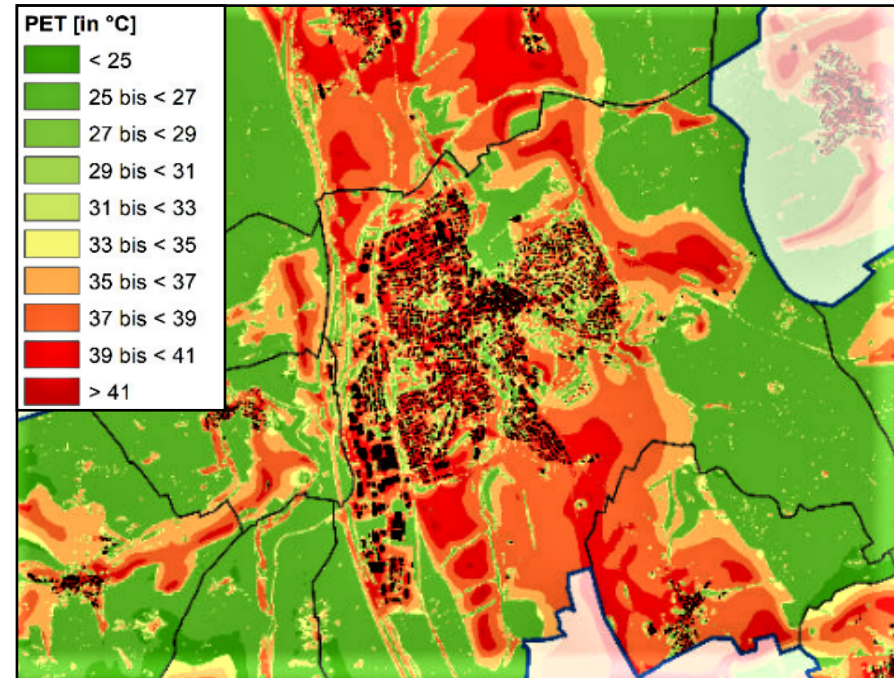 PET [in °C]
< 25
25 bis < 27
27 bis < 29
29 bis < 31
31 bis < 33
33 bis < 35
35 bis < 37
37 bis < 39
39 bis < 41
> 41